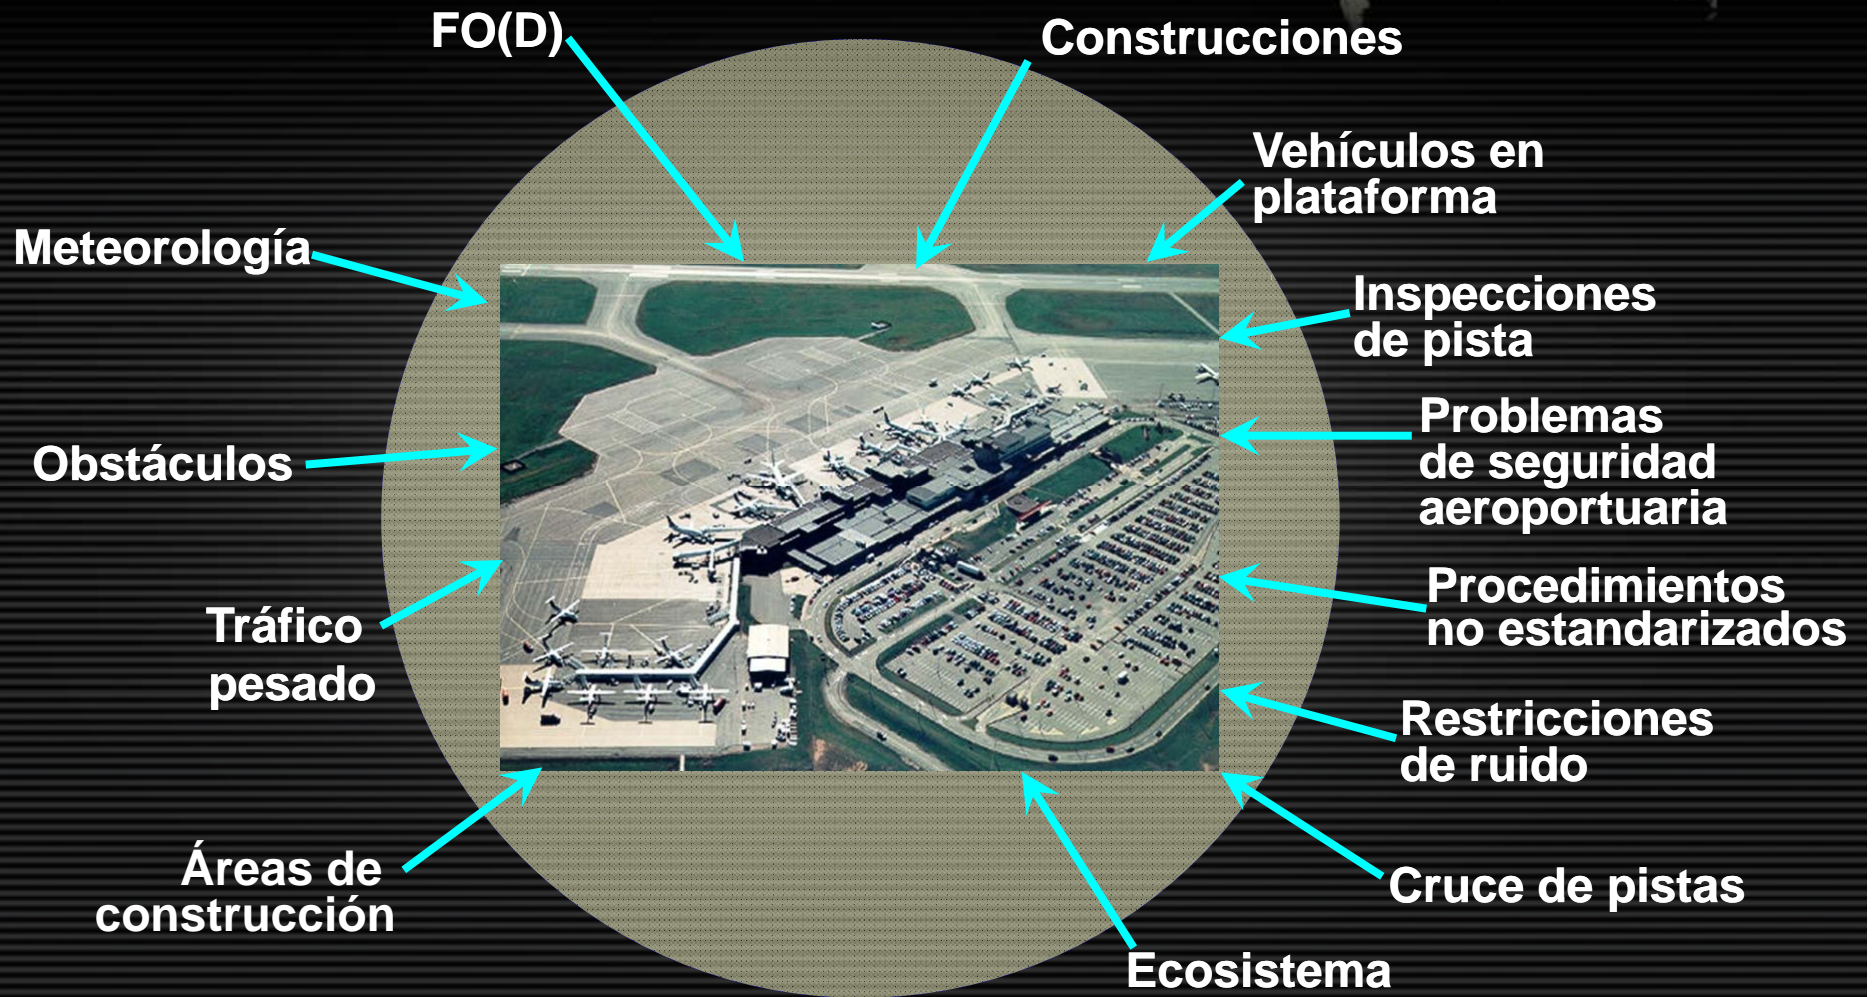 FO(D)
Construcciones
Vehículos en
plataforma
Meteorología
Inspecciones
de pista
Problemas
de seguridad
aeroportuaria
Obstáculos
Procedimientos
no estandarizados
Tráfico
pesado
Restricciones
de ruido
Áreas de
construcción
Cruce de pistas
Ecosistema